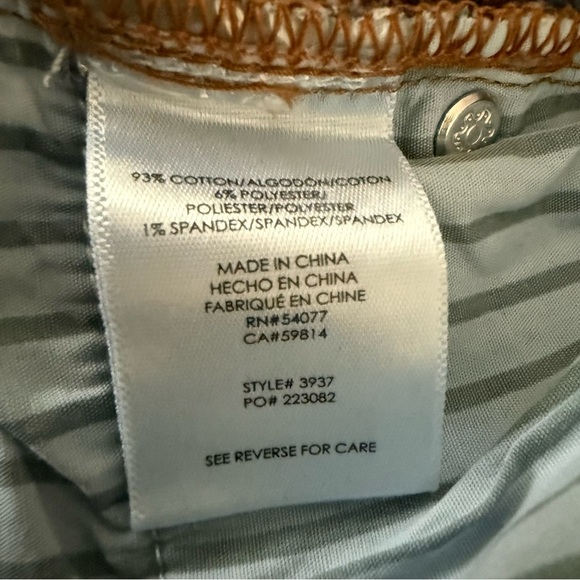 93% COTTON/ALGODÓN/COTON
6% POLYESTER/
POLIESTER/POLYESTER
1% SPANDEX/SPANDEX/SPANDEX
MADE IN CHINA
HECHO EN CHINA
FABRIQUÉ EN CHINE
RN#54077
CA#59814
STYLE# 3937
PO# 223082
SEE REVERSE FOR CARE